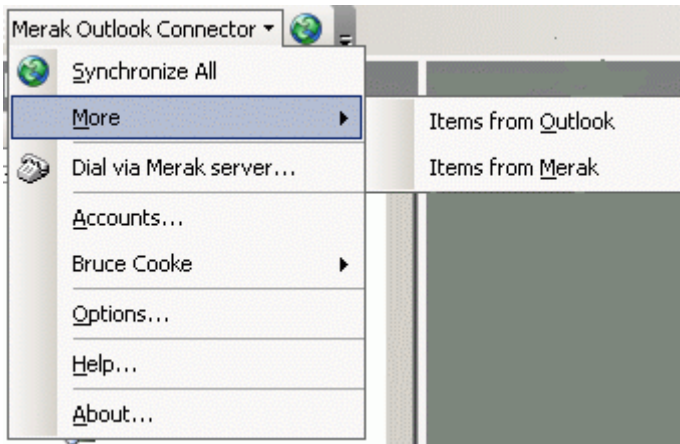 Merak Outlook Connector
Synchronize All
More
Items from Outlook
Items from Merak
Dial via Merak server...
Accounts...
Bruce Cooke
Options...
Help...
About...